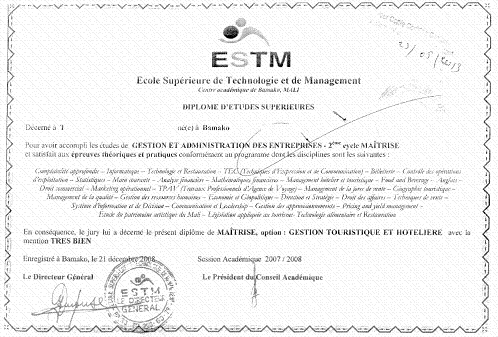 ESTM
Ecole Supérieure de Technologie et de Management
Centre académique de Bamako, MALI
DIPLOME D'ETUDES SUPERIEURES
23/05/2013
Décerné à né(e) à Bamako
Pour avoir accompli les études de GESTION ET ADMINISTRATION DES ENTREPRISES - 2ème cycle MAÎTRISE
et satisfait aux épreuves théoriques et pratiques conformément au programme dont les disciplines sont les suivantes :
Comptabilité approfondie – Informatique – Technologie et Restauration – TEC (Techniques d'Expression et de Communication) – Billetterie – Contrôle des opérations
d'exploitation – Statistiques – Main courante – Analyse financière – Mathématiques financières – Management hôtelier et touristique – Food and Beverage – Anglais –
Droit commercial – Marketing opérationnel – TPAV (Travaux Professionnels d'Agence de Voyage) – Management de la force de vente – Géographie touristique –
Management de la qualité – Gestion des ressources humaines – Economie et Géopolitique – Direction et Stratégie – Droit des affaires – Techniques de vente –
Système d'Information et de Décision – Communication et Leadership – Gestion des approvisionnements – Pricing and yield management –
Etude du patrimoine artistique du Mali – Législation appliquée au tourisme- Technologie alimentaire et Restauration
En conséquence, le jury lui a décerné le présent diplôme de MAÎTRISE, option : GESTION TOURISTIQUE ET HOTELIERE avec la
mention TRES BIEN
Enregistré à Bamako, le 21 décembre 2008 Session Académique 2007 / 2008
Le Directeur Général Le Président du Conseil Académique
ESTM
LE DIRECTEUR
GENERAL